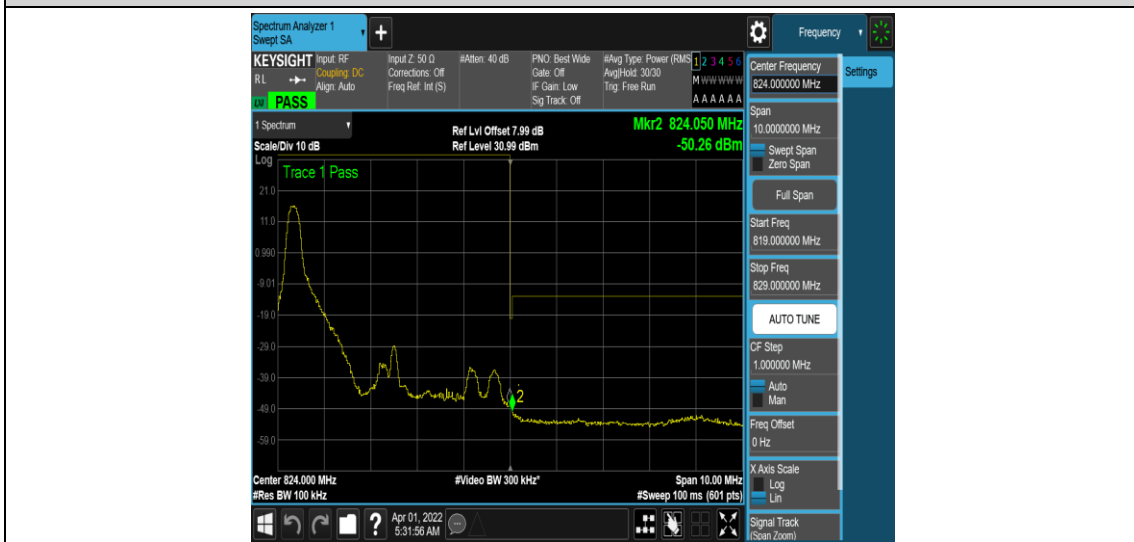 Spectrum Analyzer 1
Swept SA
+
Frequency
KEYSIGHT
RL
LXI PASS
Input: RF
Coupling: DC
Align: Auto
Input Z: 50 Ω
Corrections: Off
Freq Ref: Int (S)
#Atten: 40 dB
PNO: Best Wide
Gate: Off
IF Gain: Low
Sig Track: Off
#Avg Type: Power (RMS
Avg|Hold: 30/30
Trig: Free Run
1 2 3 4 5 6
M W W W W W
A A A A A A
1 Spectrum
Scale/Div 10 dB
Ref Lvl Offset 7.99 dB
Ref Level 30.99 dBm
Mkr2 824.050 MHz
-50.26 dBm
Log
Trace 1 Pass
21.0
11.0
0.990
-9.01
-19.0
-29.0
-39.0
-49.0
-59.0
2
Center 824.000 MHz
#Res BW 100 kHz
#Video BW 300 kHz*
Span 10.00 MHz
#Sweep 100 ms (601 pts)
?
Apr 01, 2022
5:31:56 AM
Center Frequency
824.000000 MHz
Settings
Span
10.0000000 MHz
Swept Span
Zero Span
Full Span
Start Freq
819.000000 MHz
Stop Freq
829.000000 MHz
AUTO TUNE
CF Step
1.000000 MHz
Auto
Man
Freq Offset
0 Hz
X Axis Scale
Log
Lin
Signal Track
(Span Zoom)